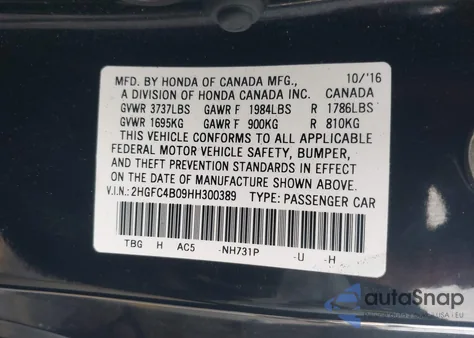 MFD. BY HONDA OF CANADA MFG., 10/'16
A DIVISION OF HONDA CANADA INC. CANADA
GVWR 3737LBS GAWR F 1984LBS R 1786LBS
GVWR 1695KG GAWR F 900KG R 810KG
THIS VEHICLE CONFORMS TO ALL APPLICABLE
FEDERAL MOTOR VEHICLE SAFETY, BUMPER,
AND THEFT PREVENTION STANDARDS IN EFFECT
ON THE DATE OF MANUFACTURE SHOWN ABOVE.
V.I.N.: 2HGFC4B09HH300389 TYPE: PASSENGER CAR
TBG H AC5 -NH731P -U -H
autoSnap